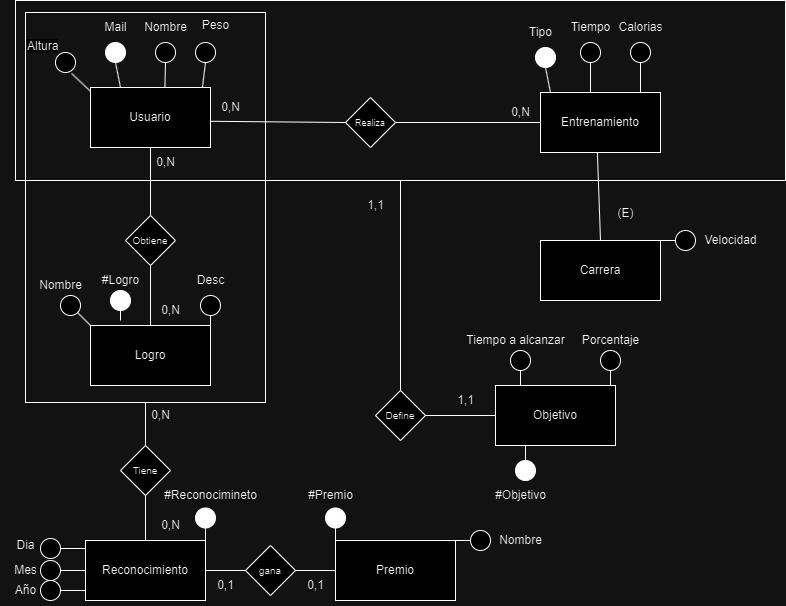 Mail
Nombre
Peso
Altura
Tipo
Tiempo
Calorias
Usuario
0,N
Realiza
0,N
Entrenamiento
0,N
1,1
(E)
Obtiene
Velocidad
Carrera
Nombre
#Logro
Desc
0,N
Logro
Tiempo a alcanzar
Porcentaje
1,1
Define
Objetivo
0,N
Tiene
#Objetivo
0,N
#Reconocimineto
#Premio
Dia
Mes
Año
Reconocimiento
0,1
gana
0,1
Premio
Nombre